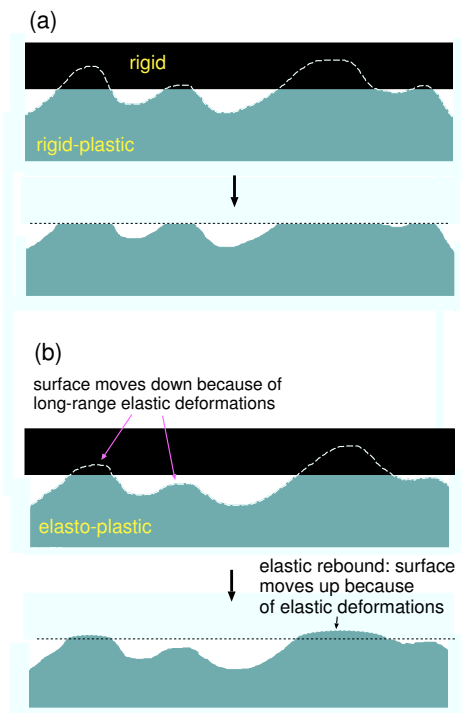 (a)
rigid
rigid-plastic
(b)
surface moves down because of
long-range elastic deformations
elasto-plastic
elastic rebound: surface
moves up because
of elastic deformations